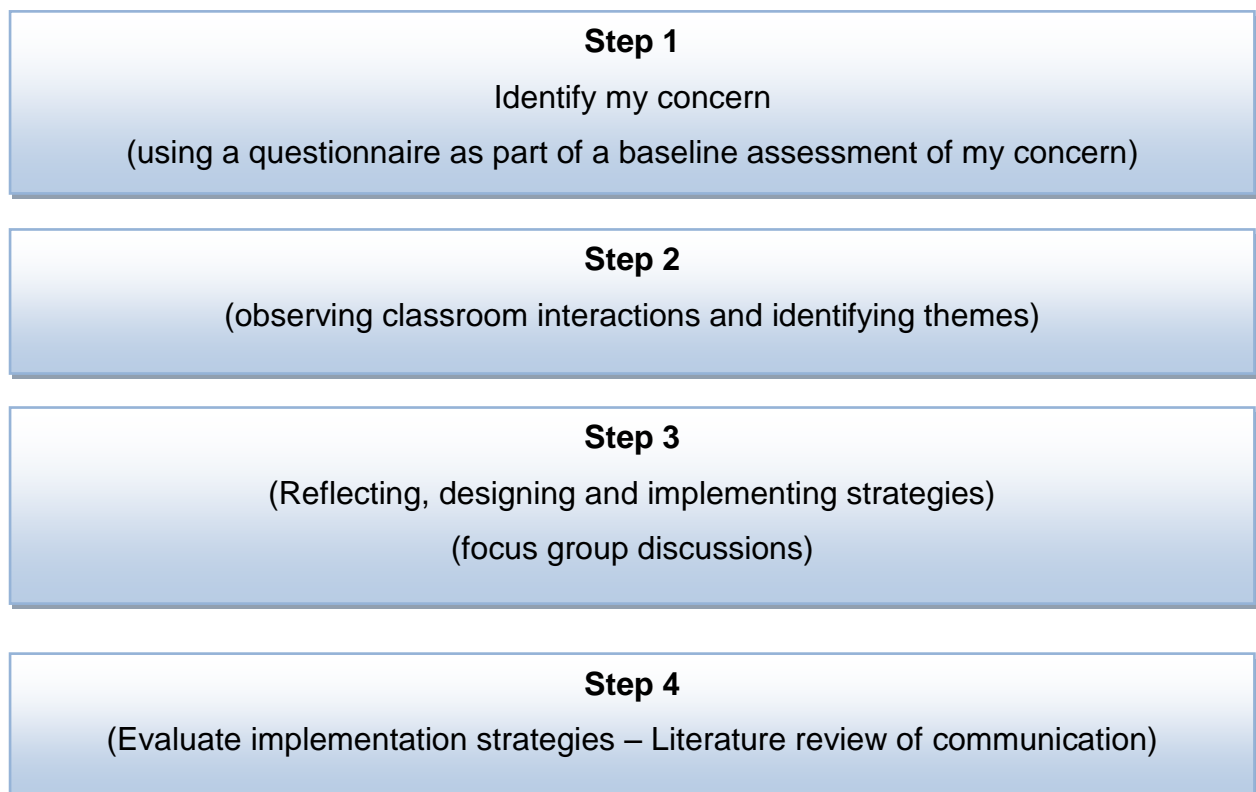 Step 1
Identify my concern
(using a questionnaire as part of a baseline assessment of my concern)
Step 2
(observing classroom interactions and identifying themes)
Step 3
(Reflecting, designing and implementing strategies)
(focus group discussions)
Step 4
(Evaluate implementation strategies – Literature review of communication)